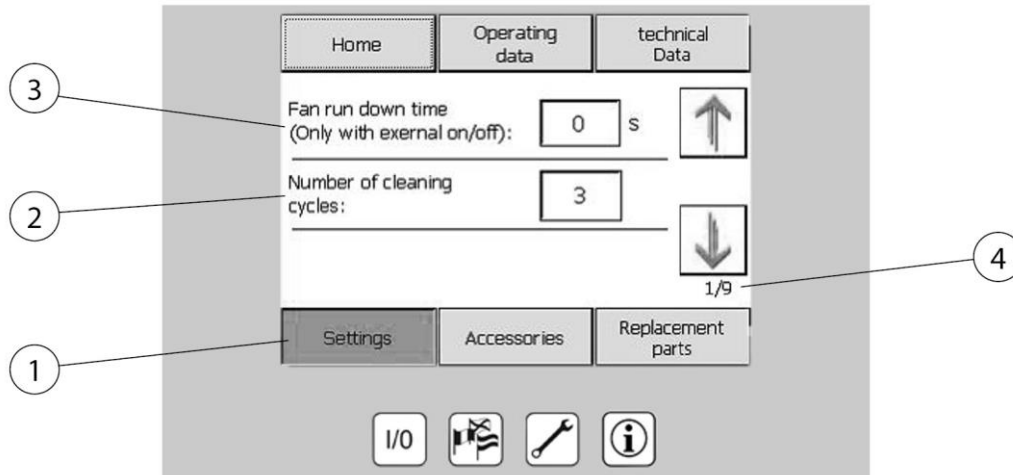 Home
Operating
data
technical
Data
3
Fan run down time
(Only with exernal on/off):
0
s
2
Number of cleaning
cycles:
3
4
1/9
1
Settings
Accessories
Replacement
parts
I/0
i